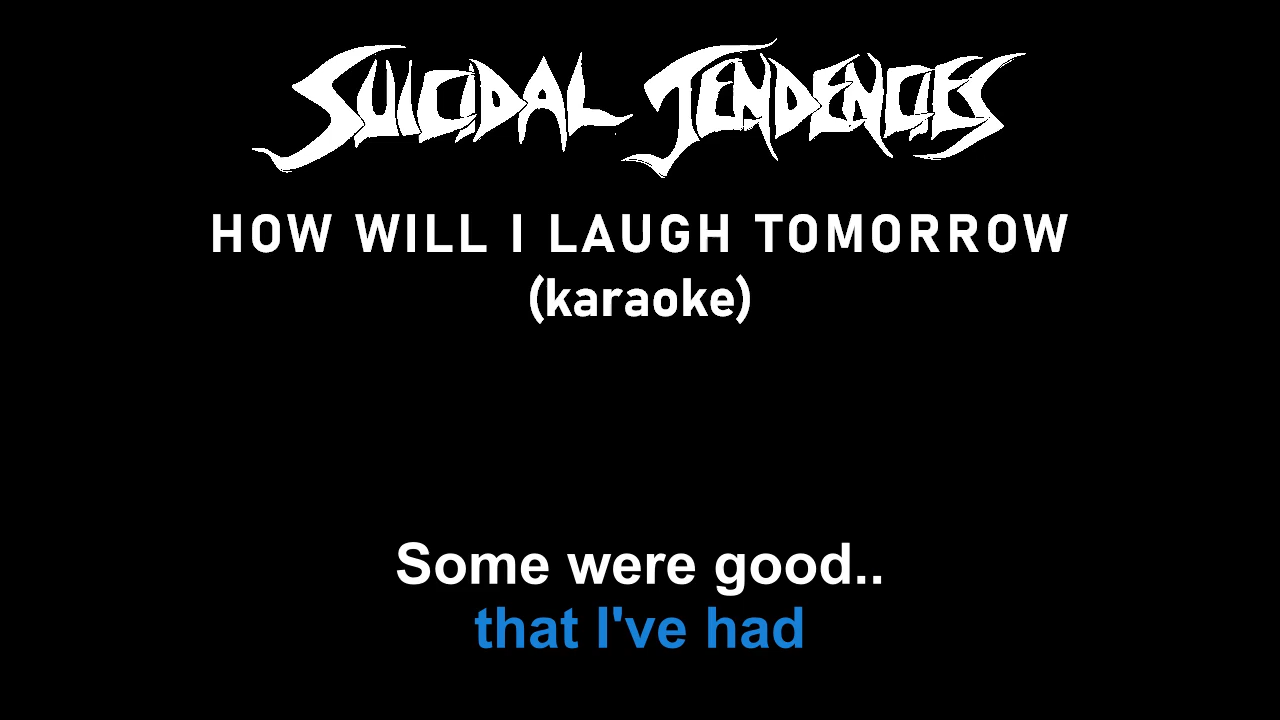 SUICIDAL TENDENCIES
HOW WILL I LAUGH TOMORROW
(karaoke)
Some were good..
that I've had